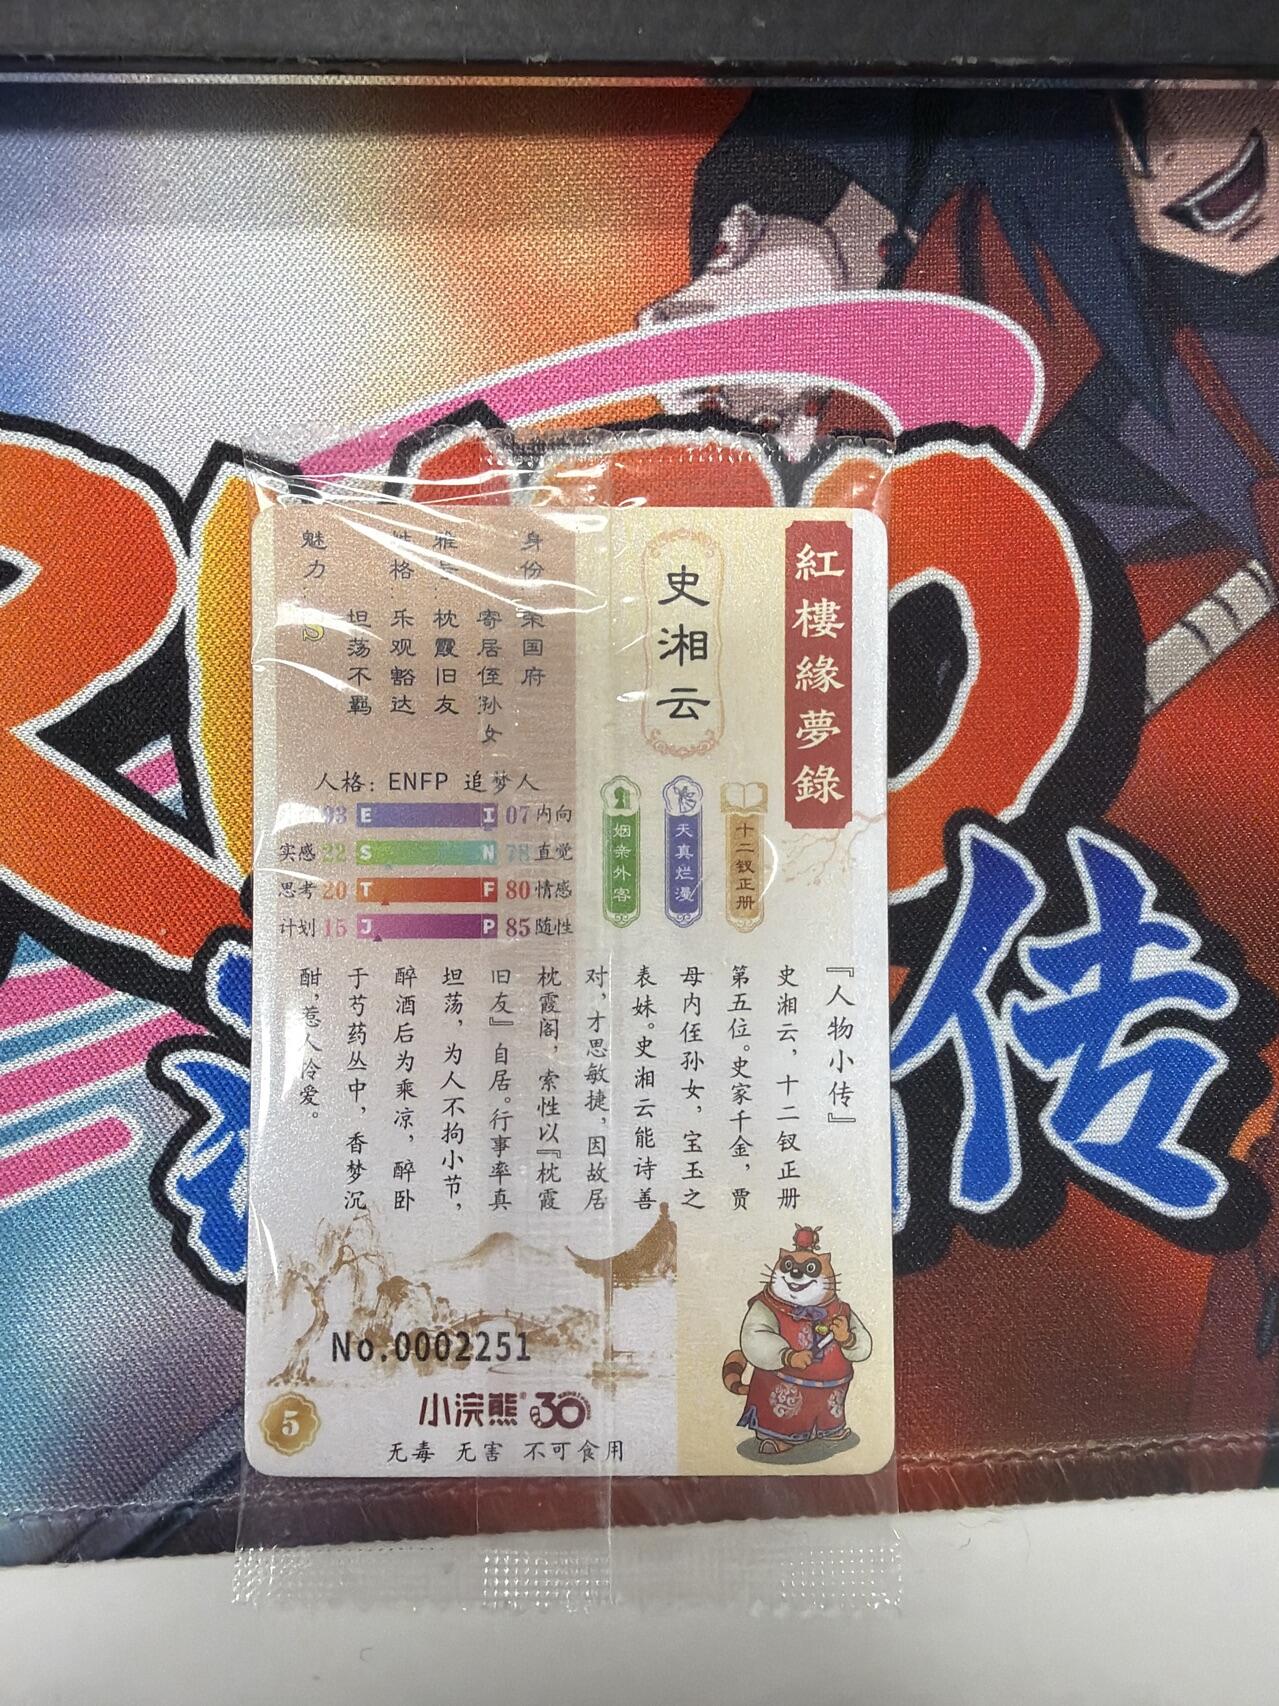 紅樓緣夢錄
史湘云
身份：荣国府
寄居侄孙女
雅号：枕霞旧友
性格：乐观豁达
坦荡不羁
魅力：S
人格：ENFP 追梦人
93 E I 07 内向
实感 22 S N 78 直觉
思考 20 T F 80 情感
计划 15 J P 85 随性
姻亲外客
天真烂漫
十二钗正册
『人物小传』
史湘云，十二钗正册
第五位。史家千金，贾
母内侄孙女，宝玉之
表妹。史湘云能诗善
对，才思敏捷，因故居
枕霞阁，索性以『枕霞
旧友』自居。行事率真
坦荡，为人不拘小节，
醉酒后为乘凉，醉卧
于芍药丛中，香梦沉
酣，惹人怜爱。
No.0002251
5
小浣熊 30
无毒 无害 不可食用
传